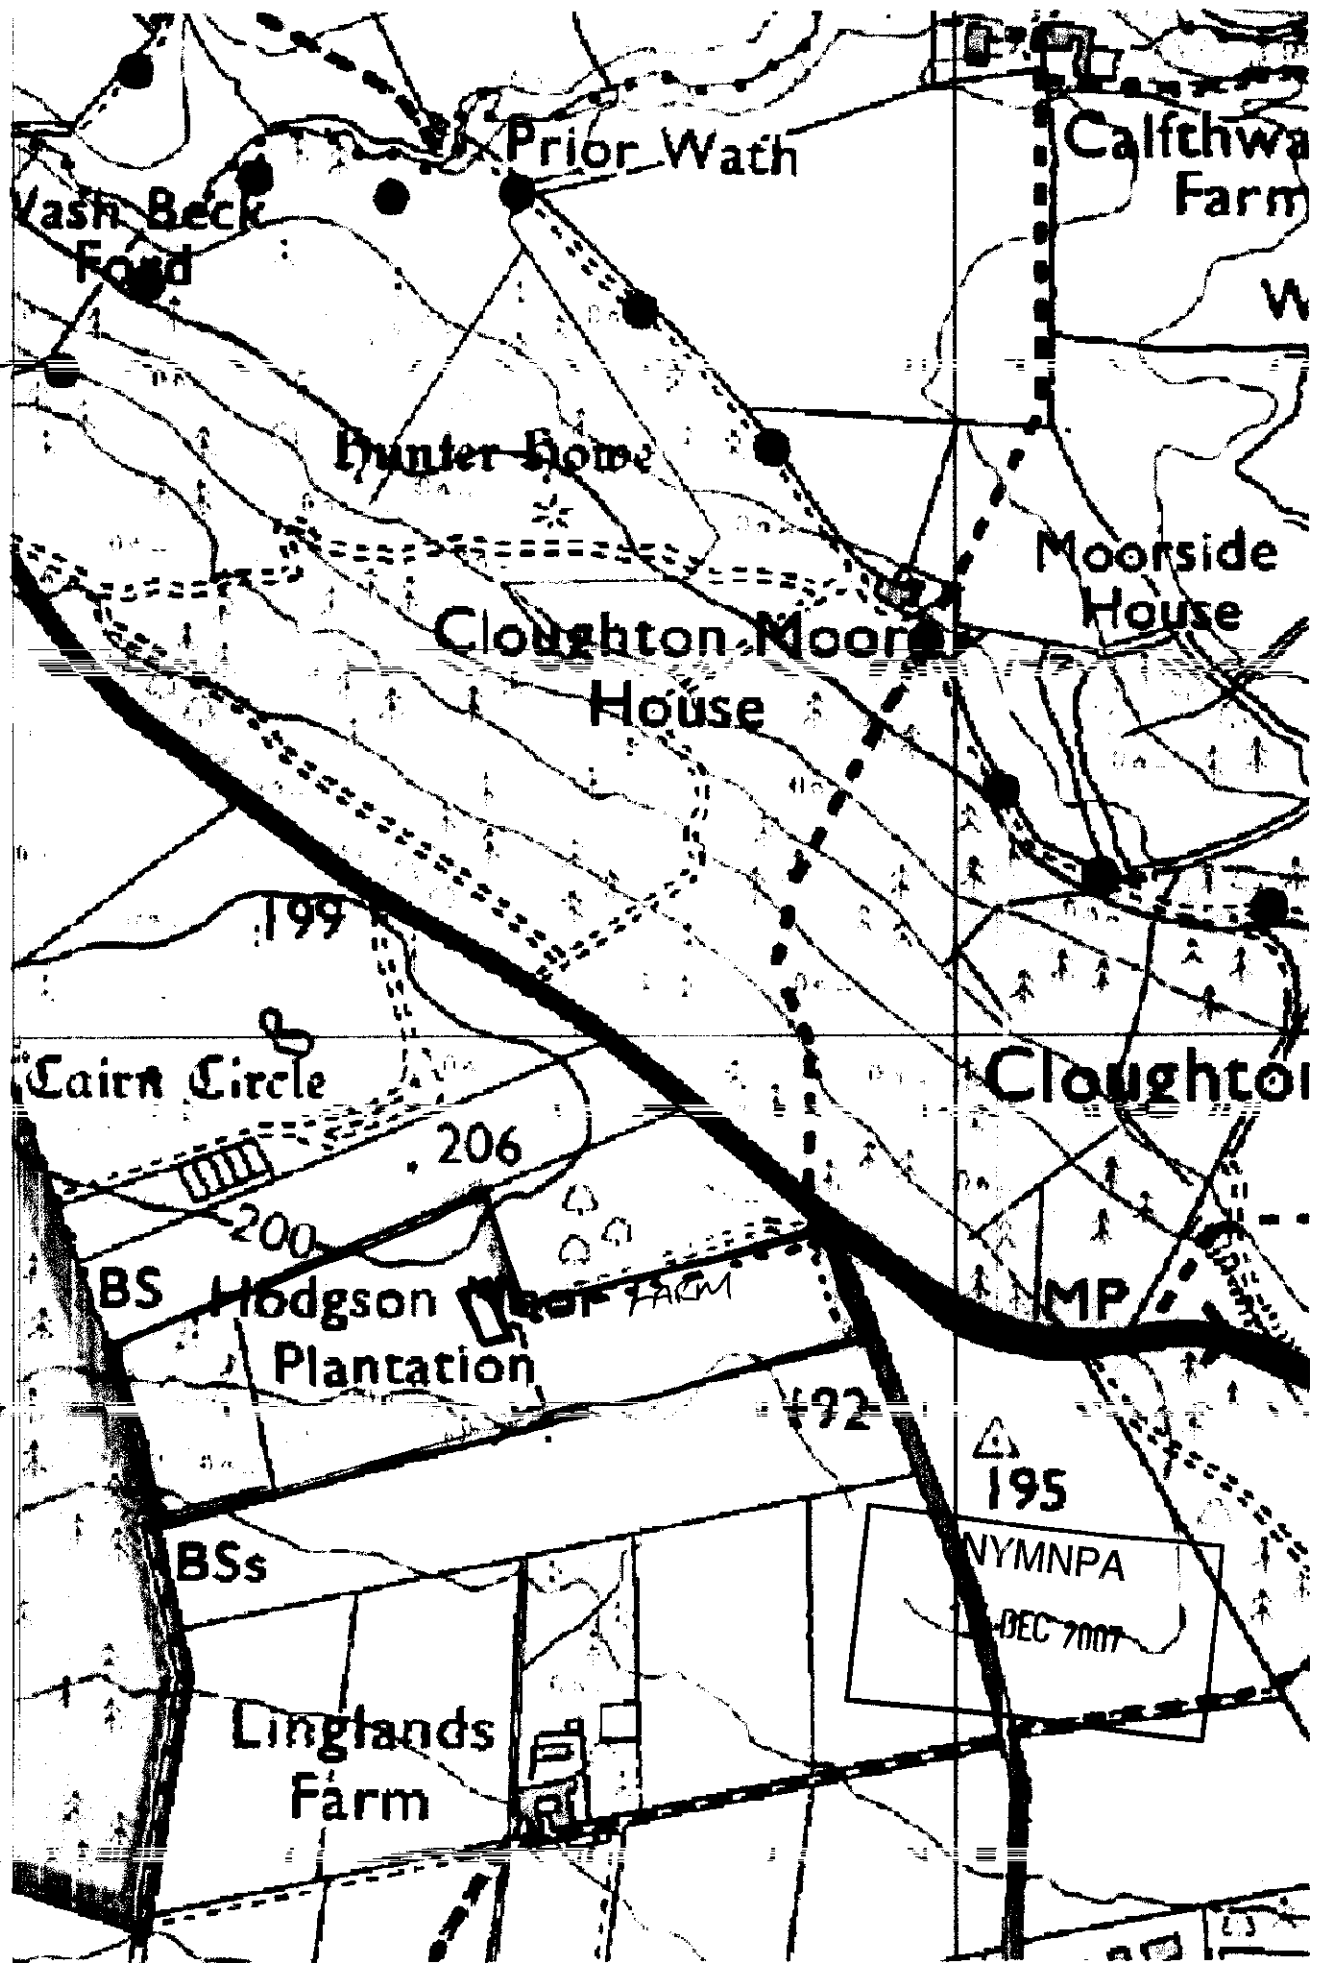 Prior Wath
Calfthwa
Farm
Wash Beck
Ford
W
Hunter Howe
Moorside
House
Cloughton Moor
House
199
Cairn Circle
Cloughton
206
200
BS
Hodgson
FARM
MP
Plantation
192
195
BSs
NYMNPA
DEC 2007
Linglands
Farm